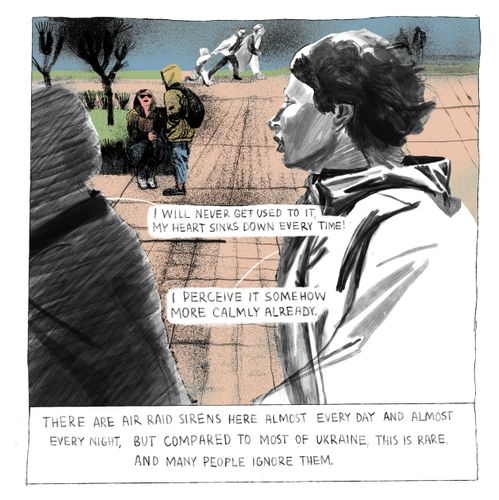 I WILL NEVER GET USED TO IT,
MY HEART SINKS DOWN EVERY TIME!
I PERCEIVE IT SOMEHOW
MORE CALMLY ALREADY.
THERE ARE AIR RAID SIRENS HERE ALMOST EVERY DAY AND ALMOST
EVERY NIGHT, BUT COMPARED TO MOST OF UKRAINE, THIS IS RARE.
AND MANY PEOPLE IGNORE THEM.